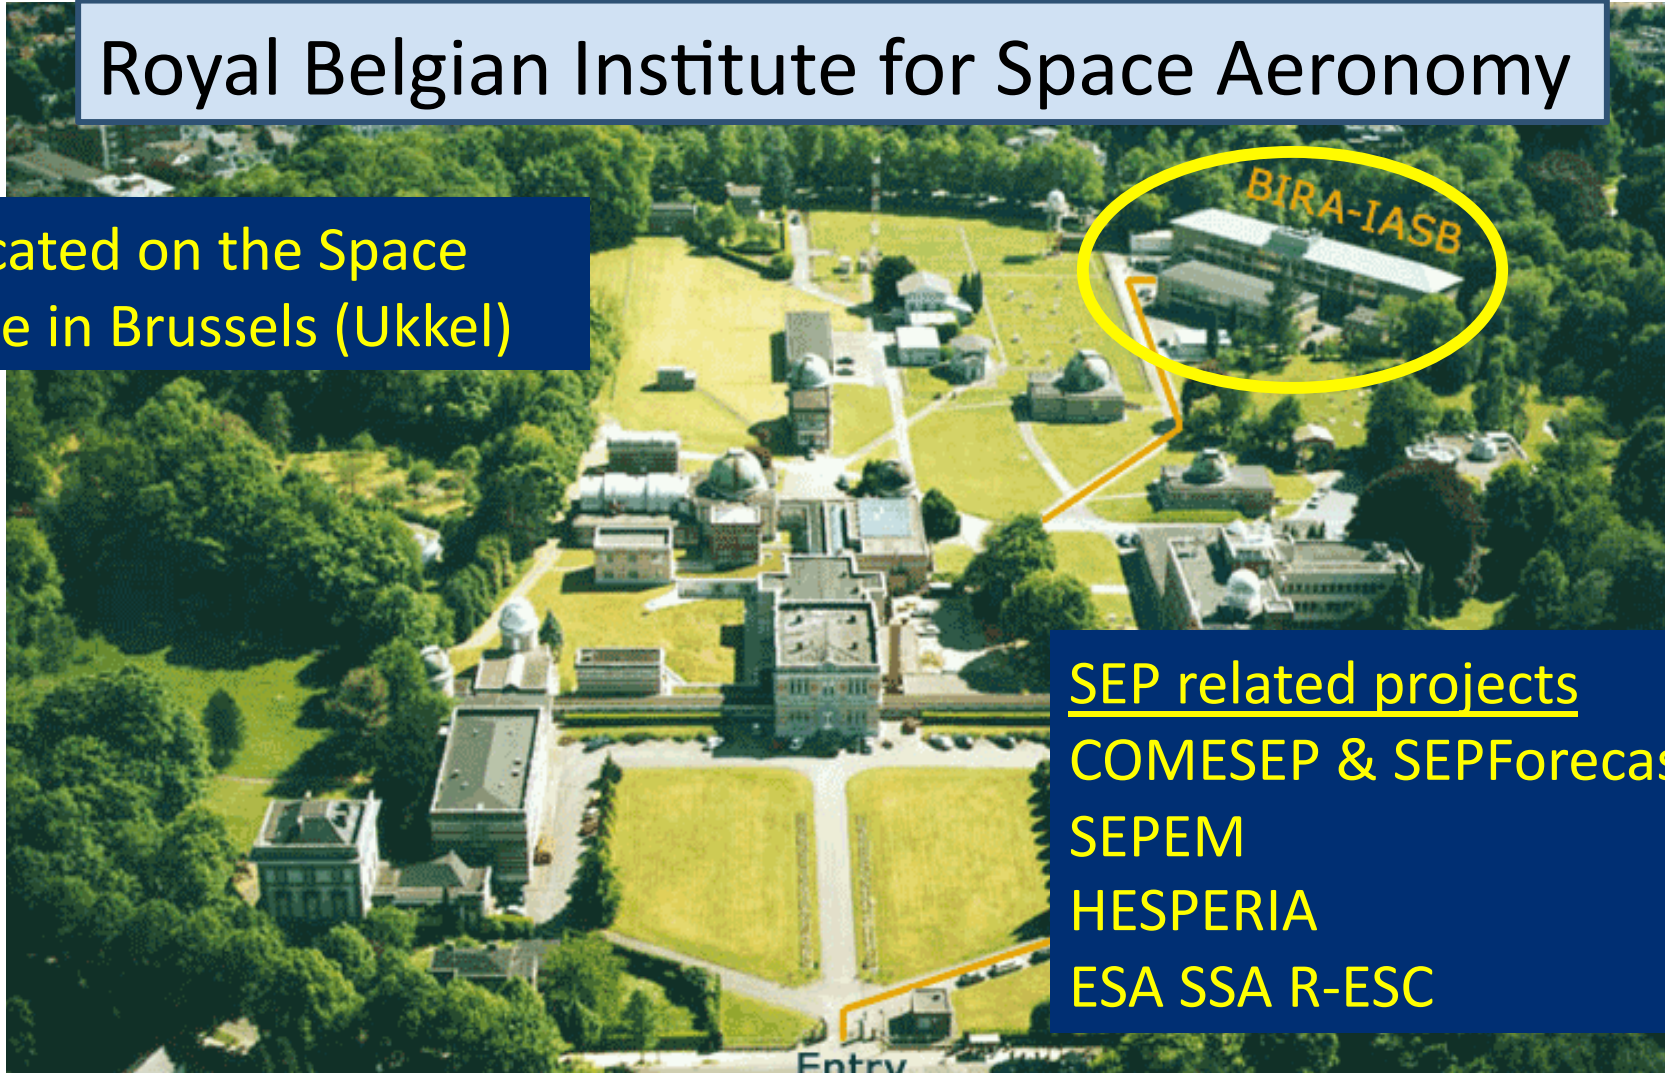 Royal Belgian Institute for Space Aeronomy
BIRA-IASB
cated on the Space
e in Brussels (Ukkel)
SEP related projects
COMESEP & SEPForecas
SEPEM
HESPERIA
ESA SSA R-ESC
Entry